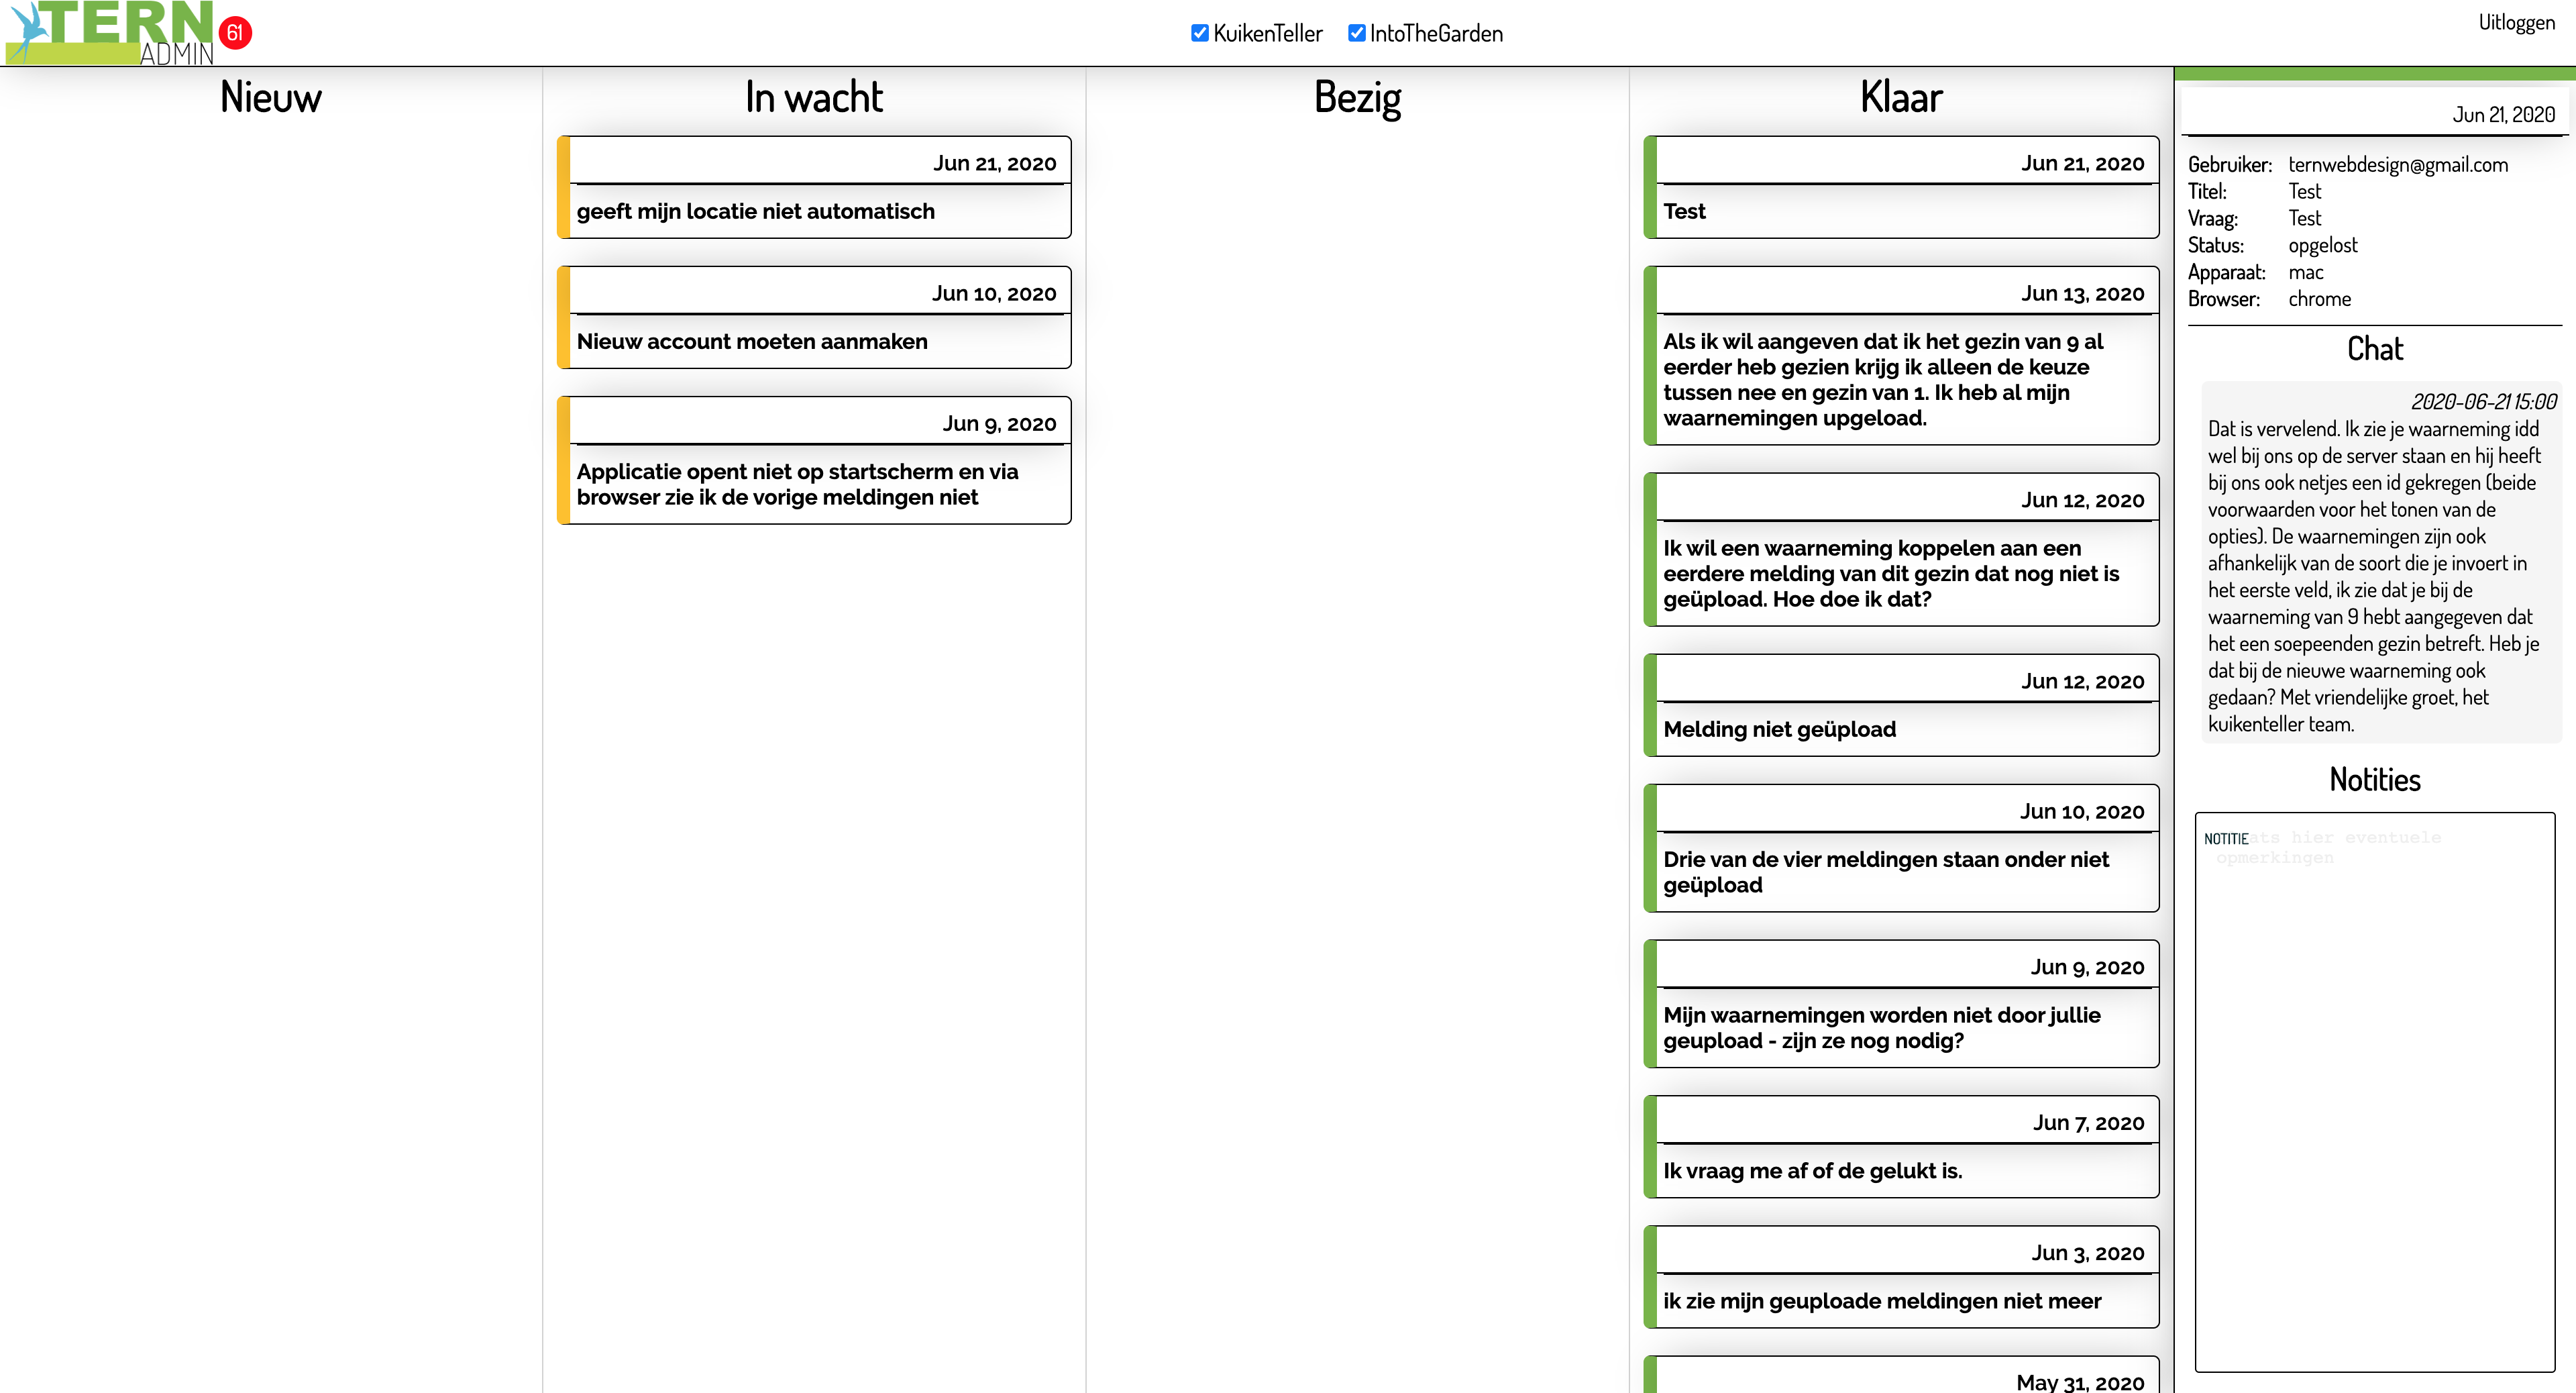 TERN
ADMIN
61
KuikenTeller
IntoTheGarden
Uitloggen
Nieuw
In wacht
Jun 21, 2020
geeft mijn locatie niet automatisch
Jun 10, 2020
Nieuw account moeten aanmaken
Jun 9, 2020
Applicatie opent niet op startscherm en via
browser zie ik de vorige meldingen niet
Bezig
Klaar
Jun 21, 2020
Test
Jun 13, 2020
Als ik wil aangeven dat ik het gezin van 9 al
eerder heb gezien krijg ik alleen de keuze
tussen nee en gezin van 1. Ik heb al mijn
waarnemingen upgeload.
Jun 12, 2020
Ik wil een waarneming koppelen aan een
eerdere melding van dit gezin dat nog niet is
geüpload. Hoe doe ik dat?
Jun 12, 2020
Melding niet geüpload
Jun 10, 2020
Drie van de vier meldingen staan onder niet
geüpload
Jun 9, 2020
Mijn waarnemingen worden niet door jullie
geupload - zijn ze nog nodig?
Jun 7, 2020
Ik vraag me af of de gelukt is.
Jun 3, 2020
ik zie mijn geuploade meldingen niet meer
May 31, 2020
Jun 21, 2020
Gebruiker: ternwebdesign@gmail.com
Titel: Test
Vraag: Test
Status: opgelost
Apparaat: mac
Browser: chrome
Chat
2020-06-21 15:00
Dat is vervelend. Ik zie je waarneming idd
wel bij ons op de server staan en hij heeft
bij ons ook netjes een id gekregen (beide
voorwaarden voor het tonen van de
opties). De waarnemingen zijn ook
afhankelijk van de soort die je invoert in
het eerste veld, ik zie dat je bij de
waarneming van 9 hebt aangegeven dat
het een soepeenden gezin betreft. Heb je
dat bij de nieuwe waarneming ook
gedaan? Met vriendelijke groet, het
kuikenteller team.
Notities
NOTITIE hier eventuele
opmerkingen